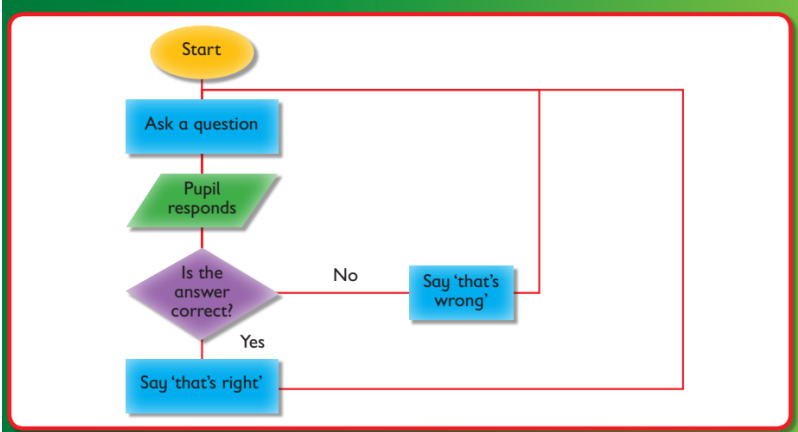 Start
Ask a question
Pupil
responds
Is the
answer
correct?
No
Say ‘that’s
wrong’
Yes
Say ‘that’s right’